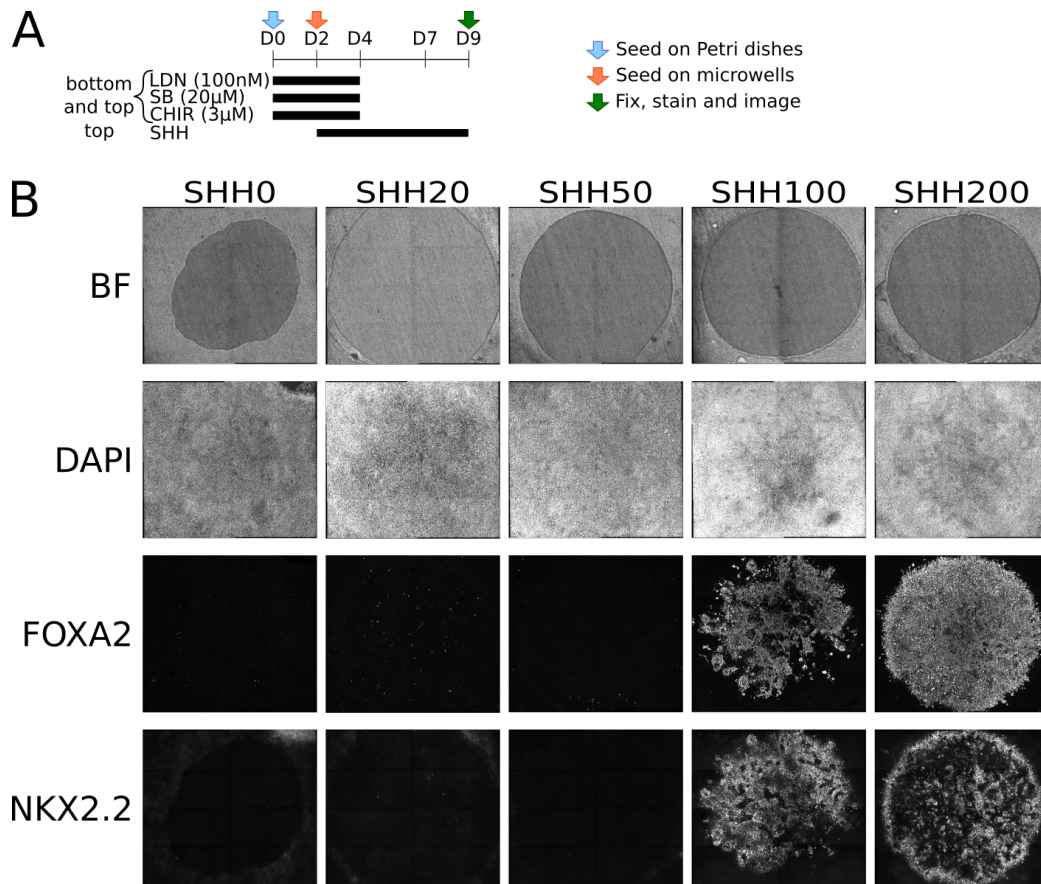 A
D0 D2 D4 D7 D9
bottom and top
LDN (100nM)
SB (20μM)
CHIR (3μM)
top SHH
Seed on Petri dishes
Seed on microwells
Fix, stain and image
B
SHH0 SHH20 SHH50 SHH100 SHH200
BF
DAPI
FOXA2
NKX2.2